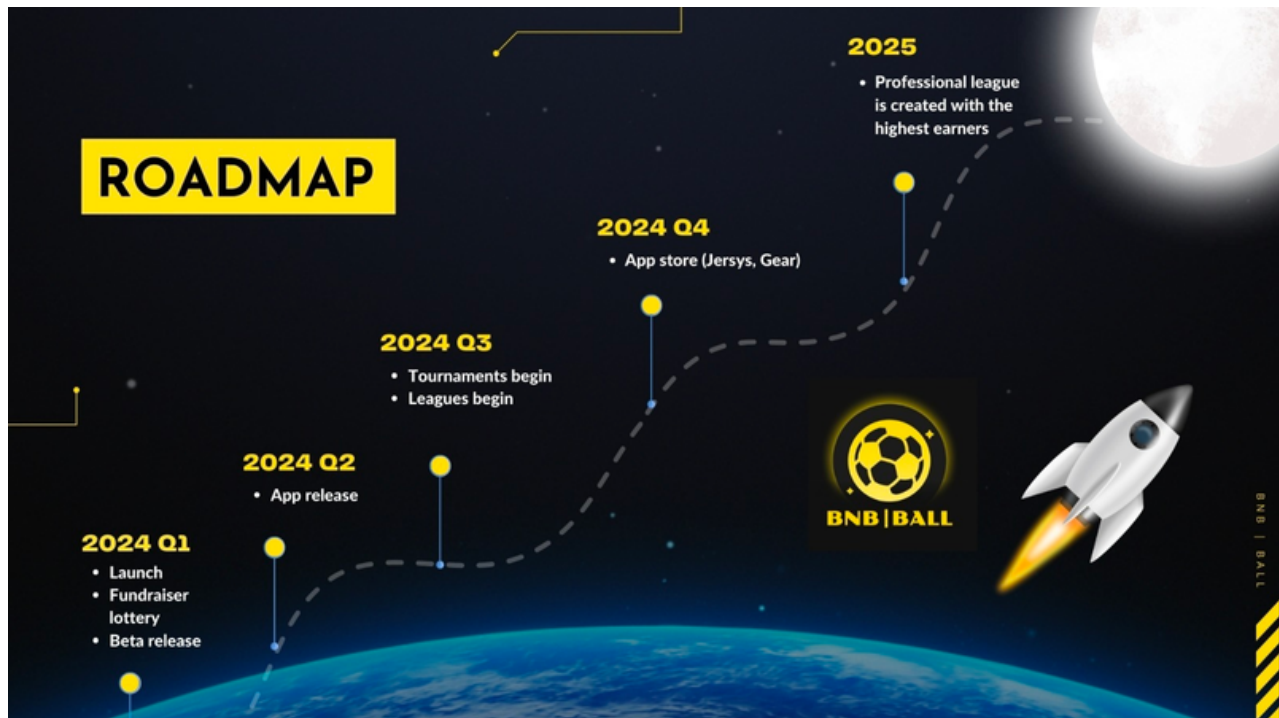 ROADMAP
2024 Q1
• Launch
• Fundraiser
lottery
• Beta release
2024 Q2
• App release
2024 Q3
• Tournaments begin
• Leagues begin
2024 Q4
• App store (Jersys, Gear)
2025
• Professional league
is created with the
highest earners
BNB|BALL
BNB | BALL